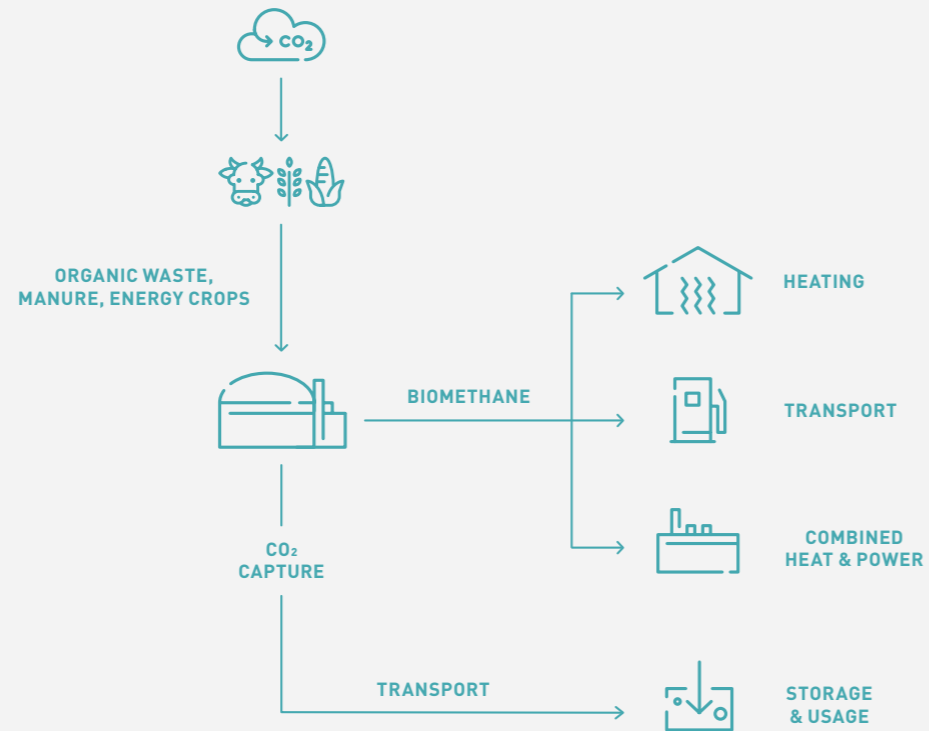 CO₂
ORGANIC WASTE,
MANURE, ENERGY CROPS
HEATING
BIOMETHANE
TRANSPORT
CO₂
CAPTURE
COMBINED
HEAT & POWER
TRANSPORT
STORAGE
& USAGE